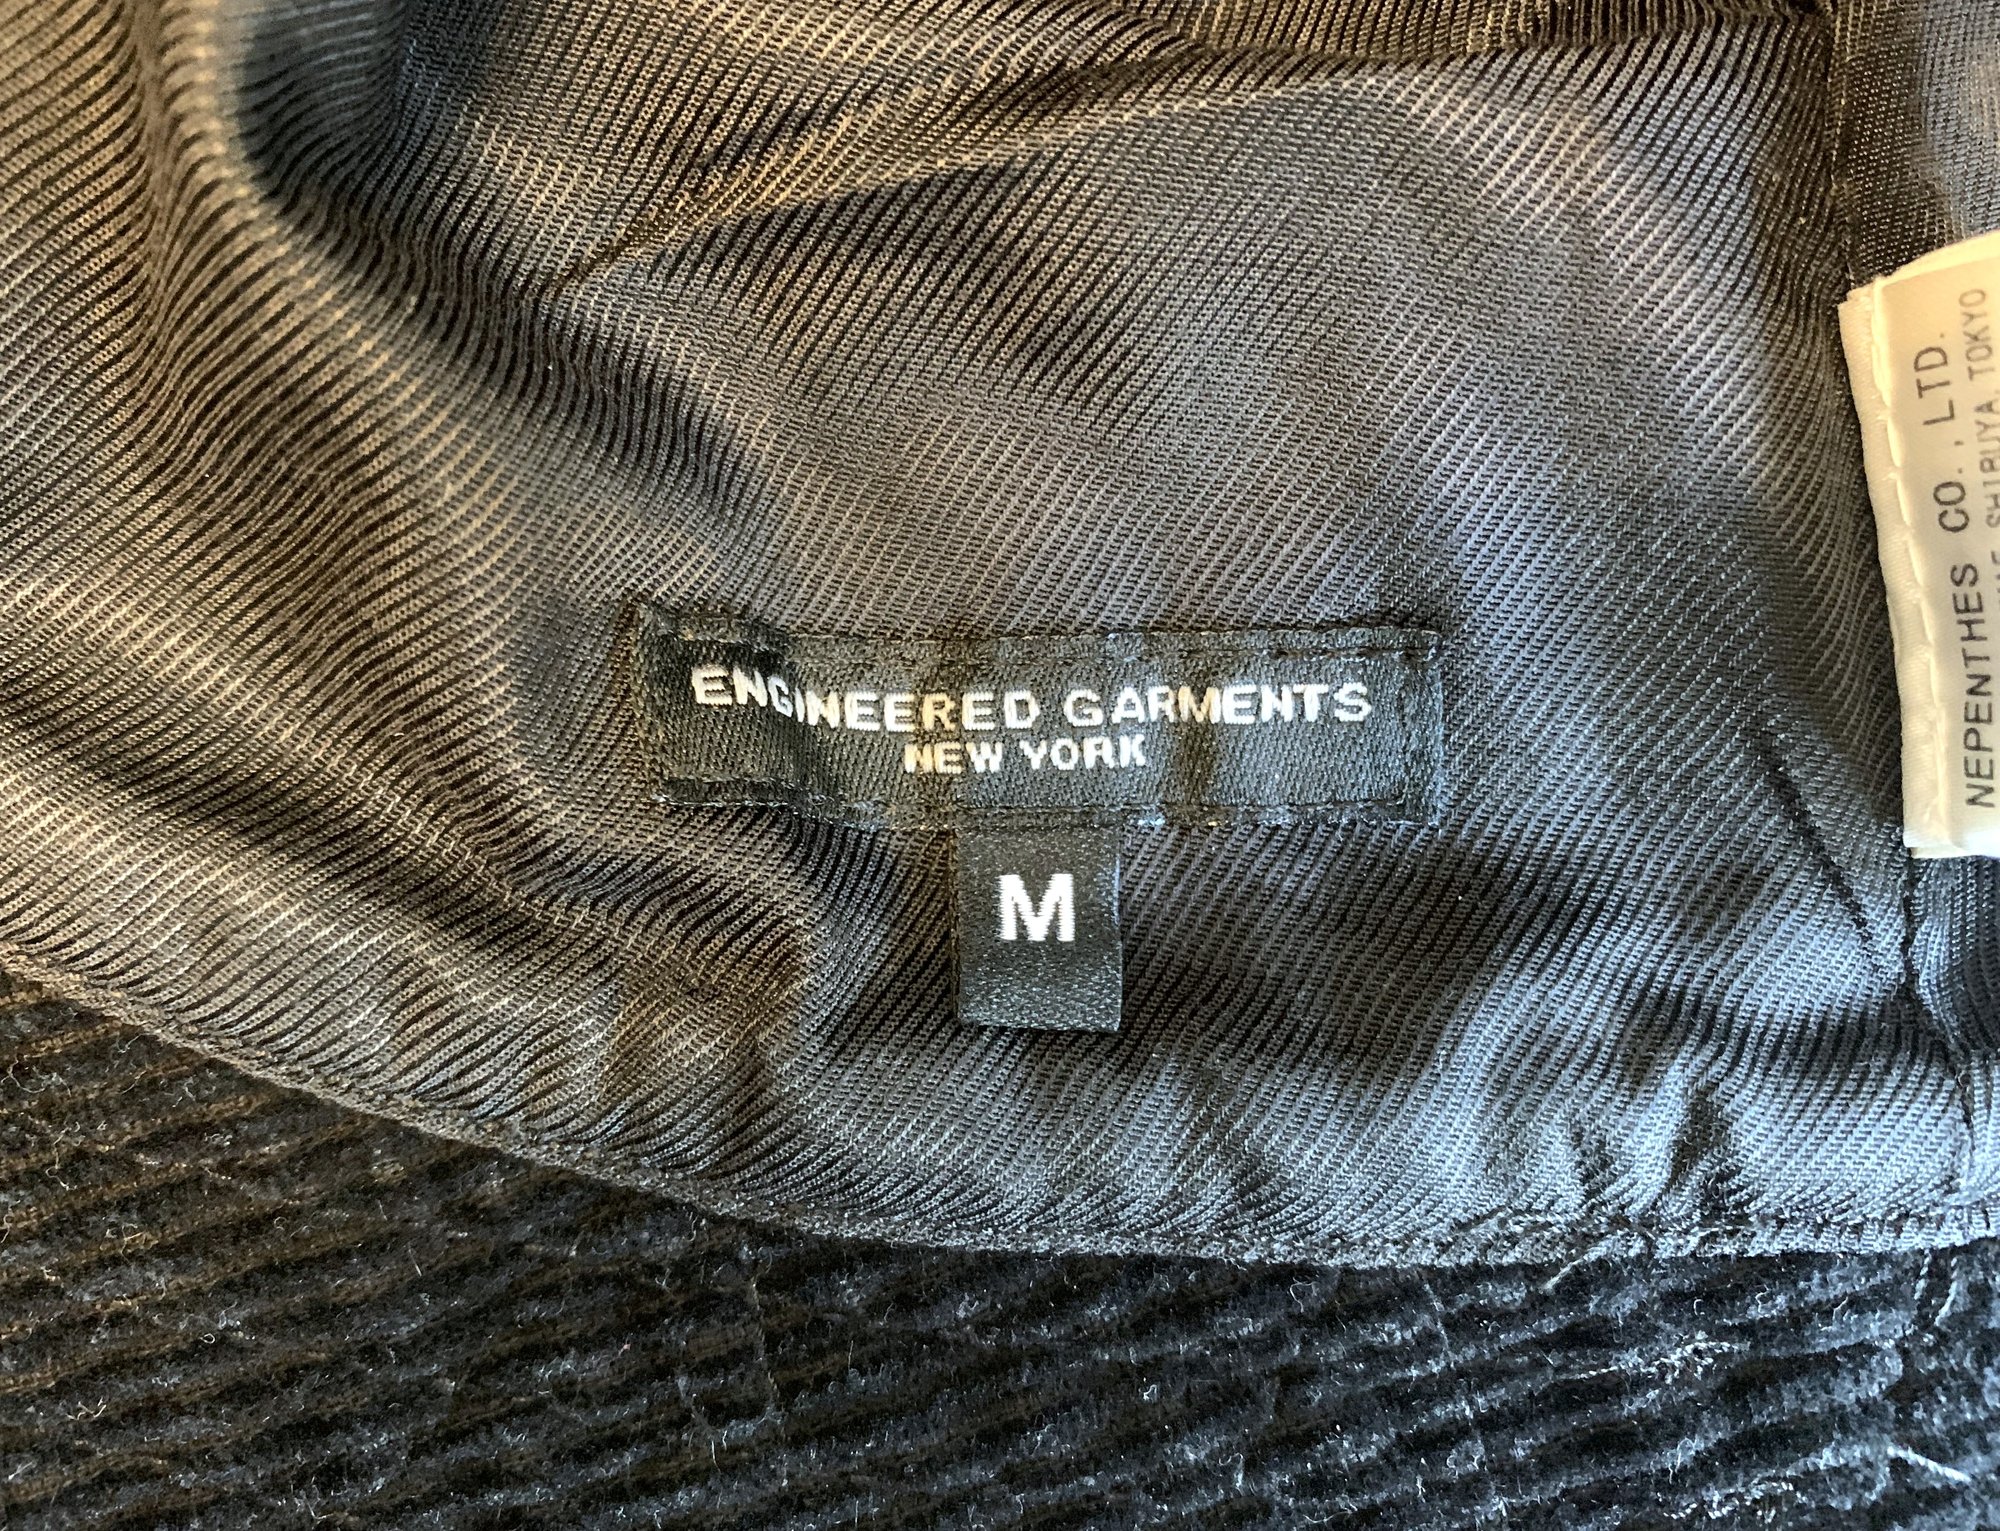 ENGINEERED GARMENTS
NEW YORK
M
NEPENTHES CO., LTD.
SHIBUYA TOKYO